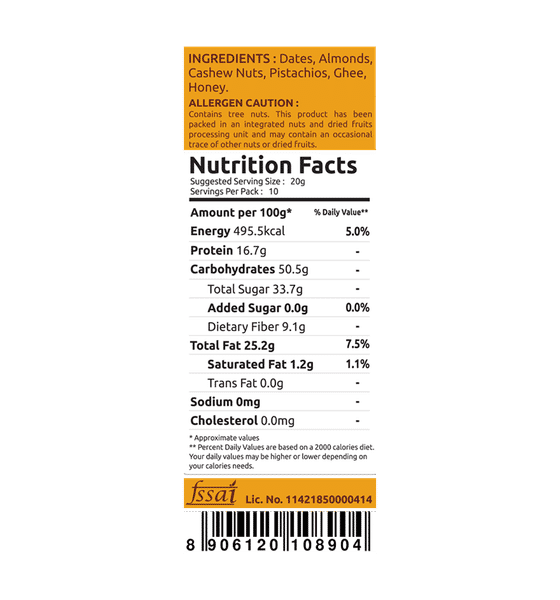 INGREDIENTS : Dates, Almonds,
Cashew Nuts, Pistachios, Ghee,
Honey.
ALLERGEN CAUTION :
Contains tree nuts. This product has been
packed in an integrated nuts and dried fruits
processing unit and may contain an occasional
trace of other nuts or dried fruits.
Nutrition Facts
Suggested Serving Size : 20g
Servings Per Pack : 10
Amount per 100g* % Daily Value**
Energy 495.5kcal 5.0%
Protein 16.7g -
Carbohydrates 50.5g -
Total Sugar 33.7g -
Added Sugar 0.0g 0.0%
Dietary Fiber 9.1g -
Total Fat 25.2g 7.5%
Saturated Fat 1.2g 1.1%
Trans Fat 0.0g -
Sodium 0mg -
Cholesterol 0.0mg -
* Approximate values
** Percent Daily Values are based on a 2000 calories diet.
Your daily values may be higher or lower depending on
your calories needs.
fssai Lic. No. 11421850000414
8 906120 108904